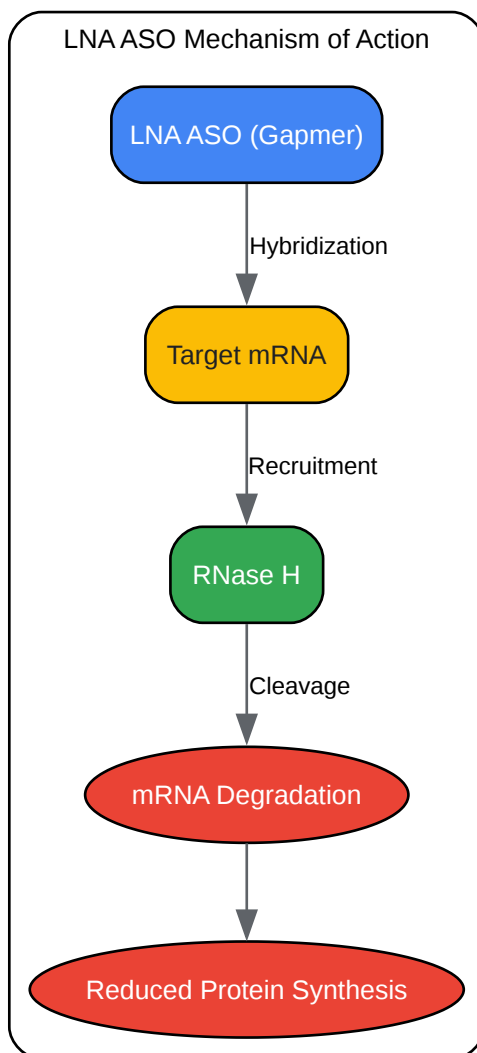 LNA ASO Mechanism of Action
LNA ASO (Gapmer)
Hybridization
Target mRNA
Recruitment
RNase H
Cleavage
mRNA Degradation
Reduced Protein Synthesis